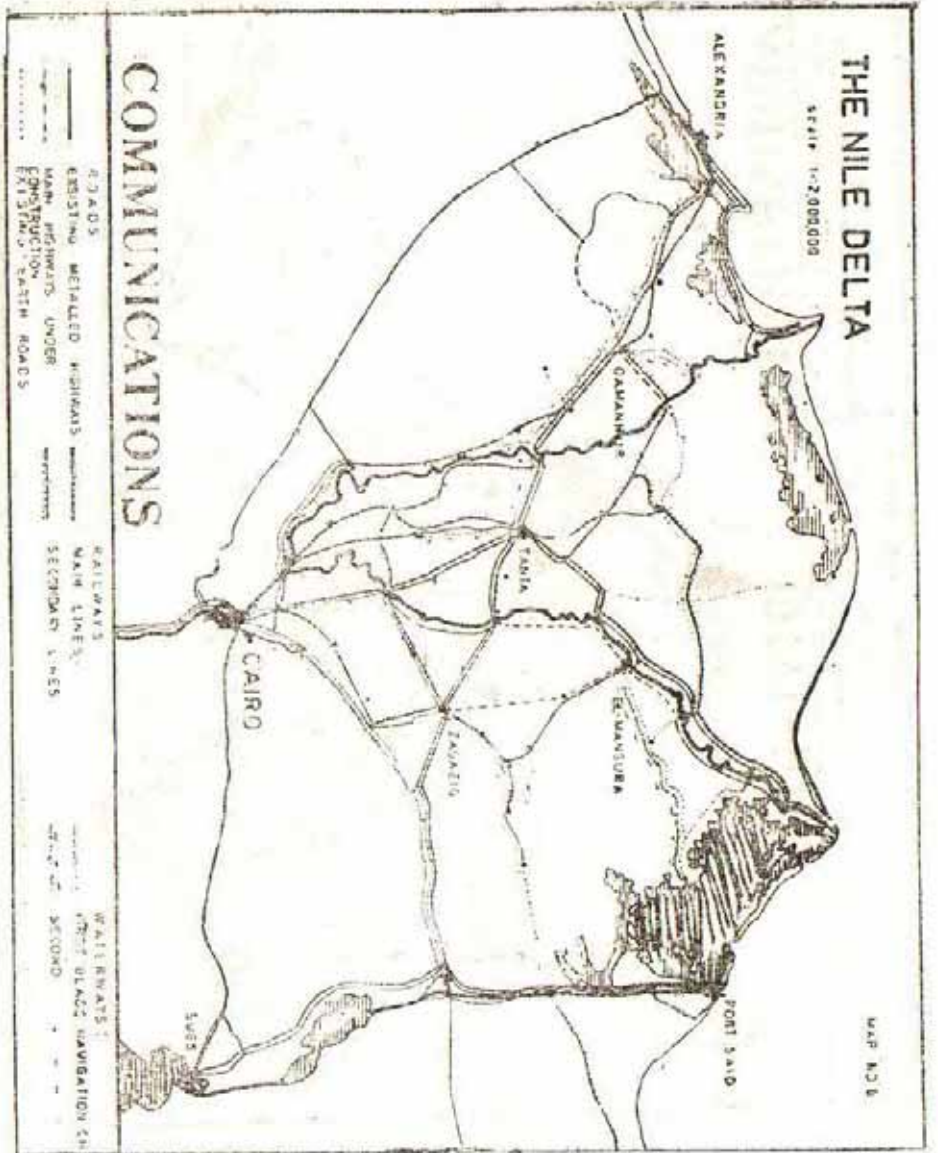 THE NILE DELTA
scale 1:2,000,000
MAP NO 6
ALEXANDRIA
DAMANHUR
TANTA
EL-MANSURA
ZAGAZIG
PORT SAID
CAIRO
SUES
COMMUNICATIONS
ROADS
EXISTING METALLED HIGHWAYS
MAIN HIGHWAYS UNDER
CONSTRUCTION
EXISTING EARTH ROADS
RAILWAYS
MAIN LINES
SECONDARY LINES
WATERWAYS:
FIRST CLASS NAVIGATION CH
SECOND " " "